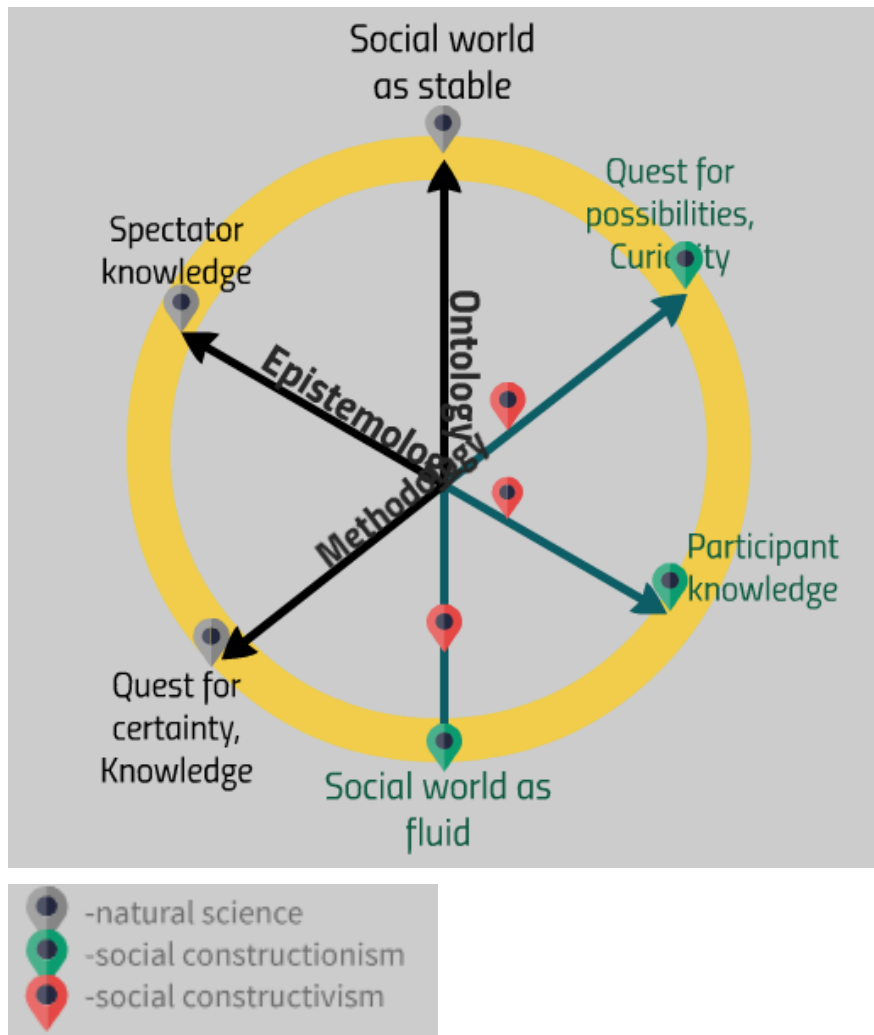 Social world
as stable
Quest for
possibilities,
Curiosity
Spectator
knowledge
Ontology
Epistemology
Methodology
Participant
knowledge
Quest for
certainty,
Knowledge
Social world as
fluid
-natural science
-social constructionism
-social constructivism